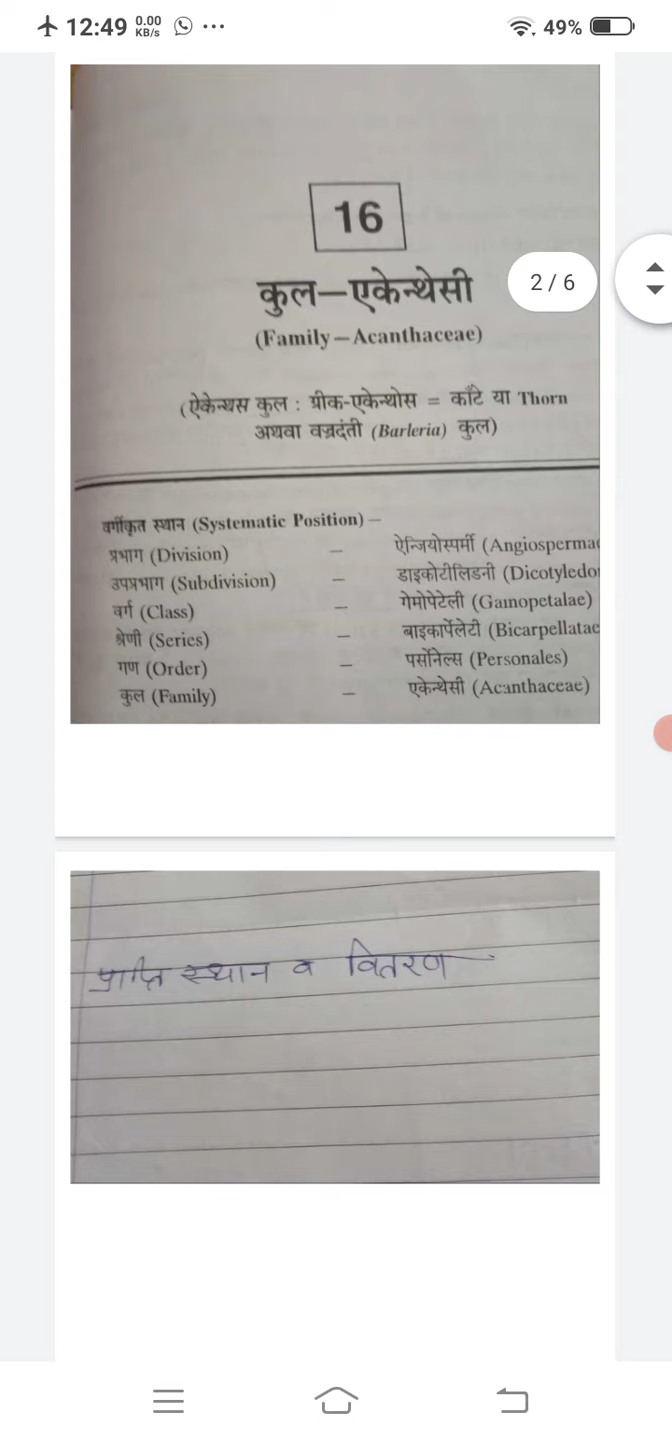 12:49 0.00 KB/s ... 49%
16
2 / 6
कुल–एकेन्थेसी
(Family – Acanthaceae)
(ऐकेन्थस कुल : ग्रीक-एकेन्थोस = काँटे या Thorn
अथवा वज्रदंती (Barleria) कुल)
वर्गीकृत स्थान (Systematic Position) –
प्रभाग (Division) – ऐन्जियोस्पर्मी (Angiosperma
उपप्रभाग (Subdivision) – डाइकोटीलिडनी (Dicotyledo
वर्ग (Class) – गेमोपेटेली (Gamopetalae)
श्रेणी (Series) – बाइकार्पेलेटी (Bicarpellatae
गण (Order) – पर्सोनेल्स (Personales)
कुल (Family) – एकेन्थेसी (Acanthaceae)
प्राप्ति स्थान व वितरण